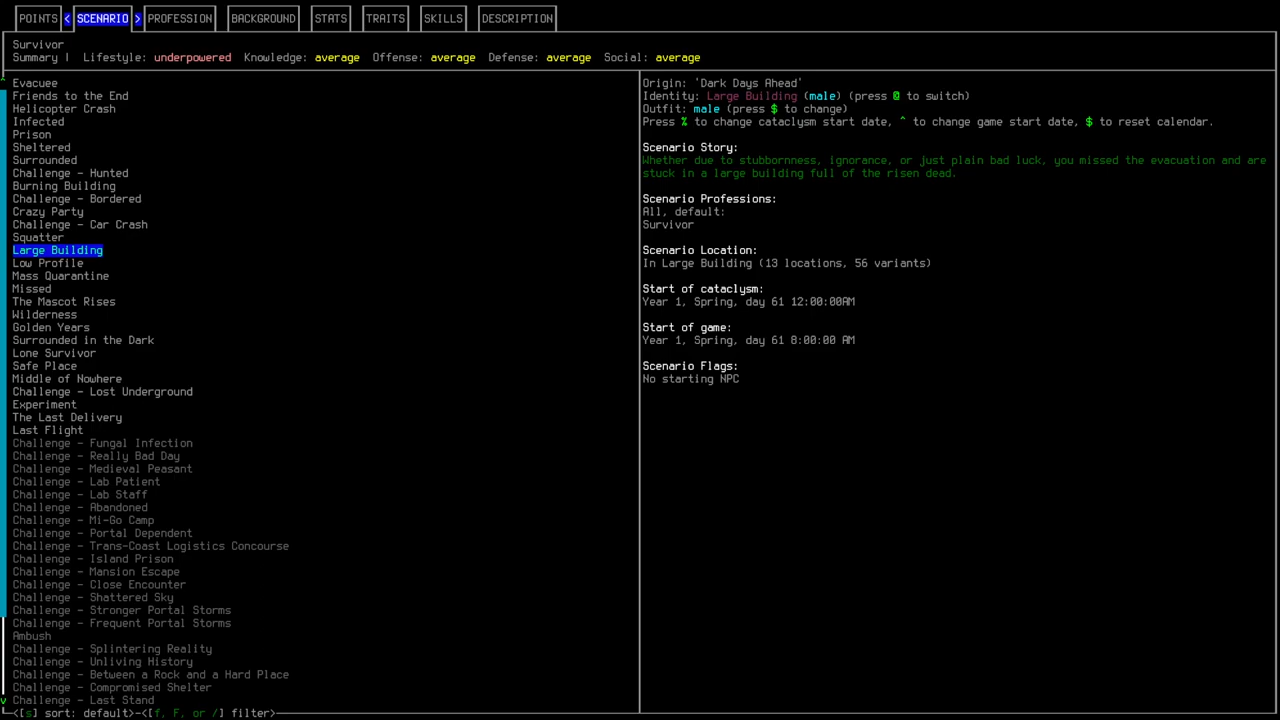 POINTS < SCENARIO > PROFESSION BACKGROUND STATS TRAITS SKILLS DESCRIPTION
Survivor
Summary | Lifestyle: underpowered Knowledge: average Offense: average Defense: average Social: average
^ Evacuee
Friends to the End
Helicopter Crash
Infected
Prison
Sheltered
Surrounded
Challenge - Hunted
Burning Building
Challenge - Bordered
Crazy Party
Challenge - Car Crash
Squatter
Large Building
Low Profile
Mass Quarantine
Missed
The Mascot Rises
Wilderness
Golden Years
Surrounded in the Dark
Lone Survivor
Safe Place
Middle of Nowhere
Challenge - Lost Underground
Experiment
The Last Delivery
Last Flight
Challenge - Fungal Infection
Challenge - Really Bad Day
Challenge - Medieval Peasant
Challenge - Lab Patient
Challenge - Lab Staff
Challenge - Abandoned
Challenge - Mi-Go Camp
Challenge - Portal Dependent
Challenge - Trans-Coast Logistics Concourse
Challenge - Island Prison
Challenge - Mansion Escape
Challenge - Close Encounter
Challenge - Shattered Sky
Challenge - Stronger Portal Storms
Challenge - Frequent Portal Storms
Ambush
Challenge - Splintering Reality
Challenge - Unliving History
Challenge - Between a Rock and a Hard Place
Challenge - Compromised Shelter
v Challenge - Last Stand
<[s] sort: default>-<[f, F, or /] filter>
Origin: 'Dark Days Ahead'
Identity: Large Building (male) (press @ to switch)
Outfit: male (press $ to change)
Press % to change cataclysm start date, ^ to change game start date, $ to reset calendar.
Scenario Story:
Whether due to stubbornness, ignorance, or just plain bad luck, you missed the evacuation and are
stuck in a large building full of the risen dead.
Scenario Professions:
All, default:
Survivor
Scenario Location:
In Large Building (13 locations, 56 variants)
Start of cataclysm:
Year 1, Spring, day 61 12:00:00AM
Start of game:
Year 1, Spring, day 61 8:00:00 AM
Scenario Flags:
No starting NPC